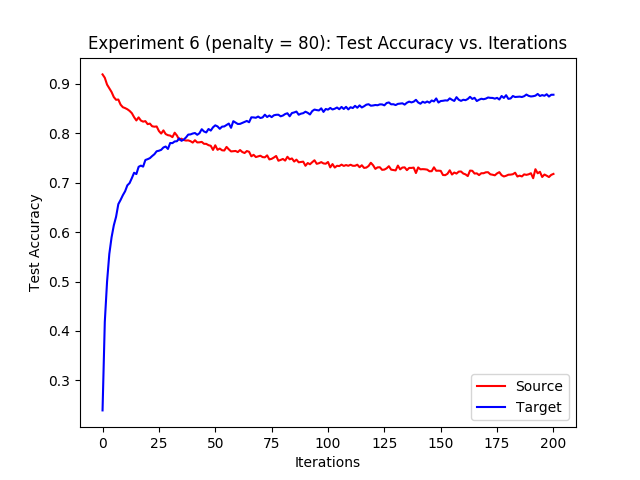 Experiment 6 (penalty = 80): Test Accuracy vs. Iterations
Test Accuracy
0.9
0.8
0.7
0.6
0.5
0.4
0.3
Source
Target
0 25 50 75 100 125 150 175 200
Iterations